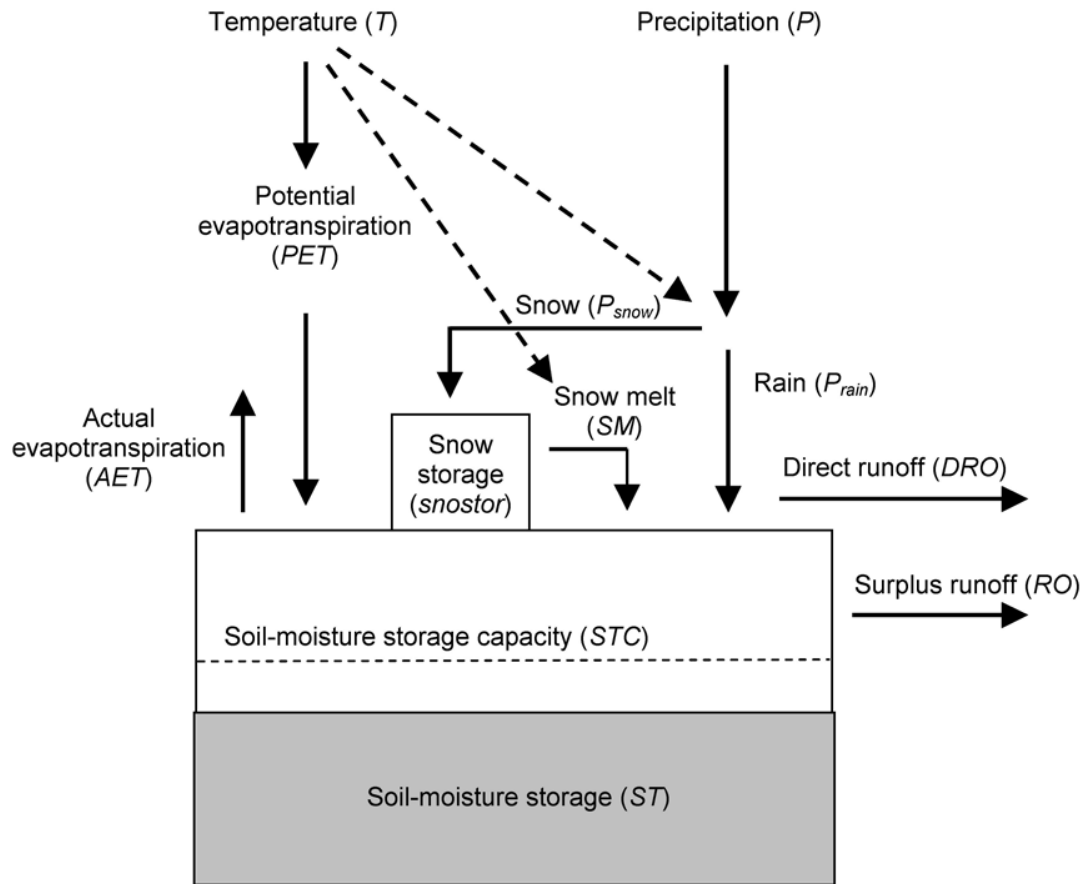 Temperature (T)
Precipitation (P)
Potential
evapotranspiration
(PET)
Snow (Psnow)
Rain (Prain)
Snow melt
(SM)
Actual
evapotranspiration
(AET)
Snow
storage
(snostor)
Direct runoff (DRO)
Surplus runoff (RO)
Soil-moisture storage capacity (STC)
Soil-moisture storage (ST)